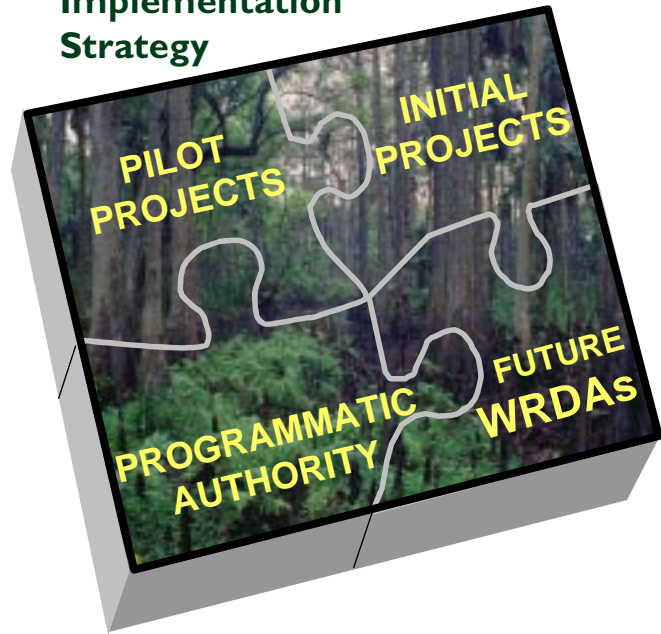 Implementation
Strategy
PILOT
PROJECTS
INITIAL
PROJECTS
PROGRAMMATIC
AUTHORITY
FUTURE
WRDAs